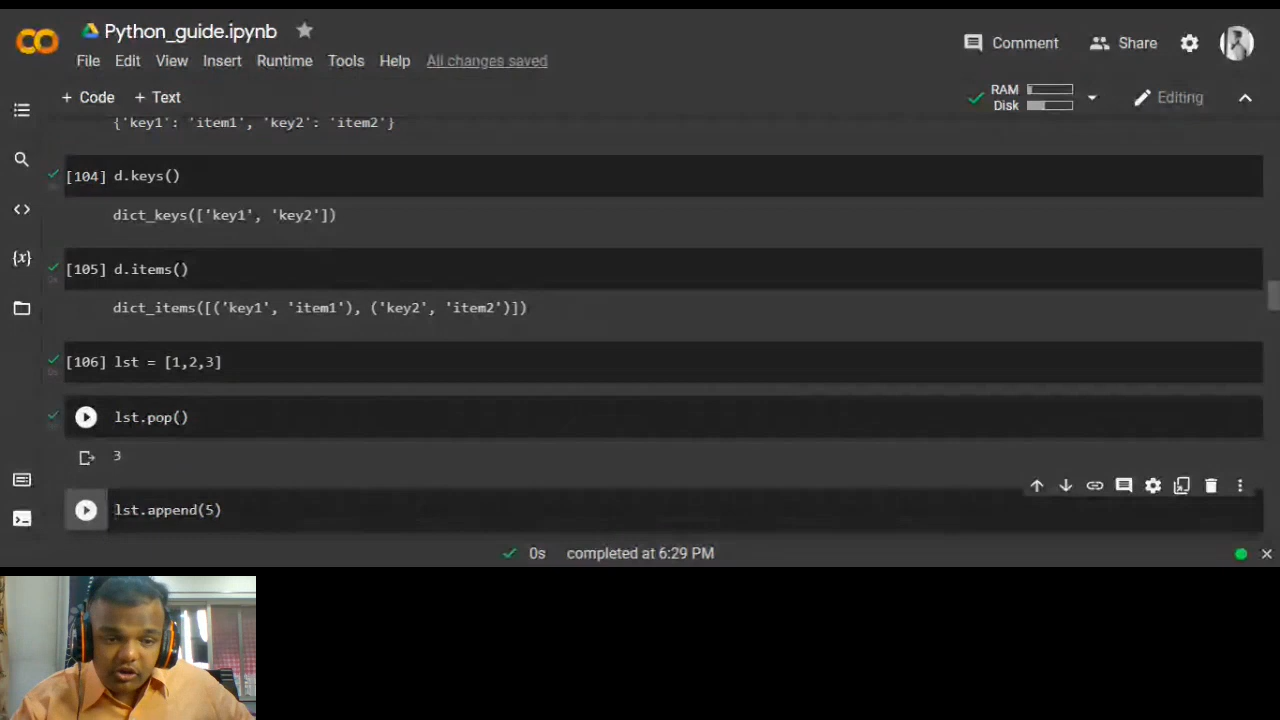 Python_guide.ipynb
File Edit View Insert Runtime Tools Help All changes saved
Comment Share
+ Code + Text
RAM
Disk
Editing
{'key1': 'item1', 'key2': 'item2'}
[104] d.keys()
dict_keys(['key1', 'key2'])
[105] d.items()
dict_items([('key1', 'item1'), ('key2', 'item2')])
[106] lst = [1,2,3]
lst.pop()
3
lst.append(5)
0s completed at 6:29 PM